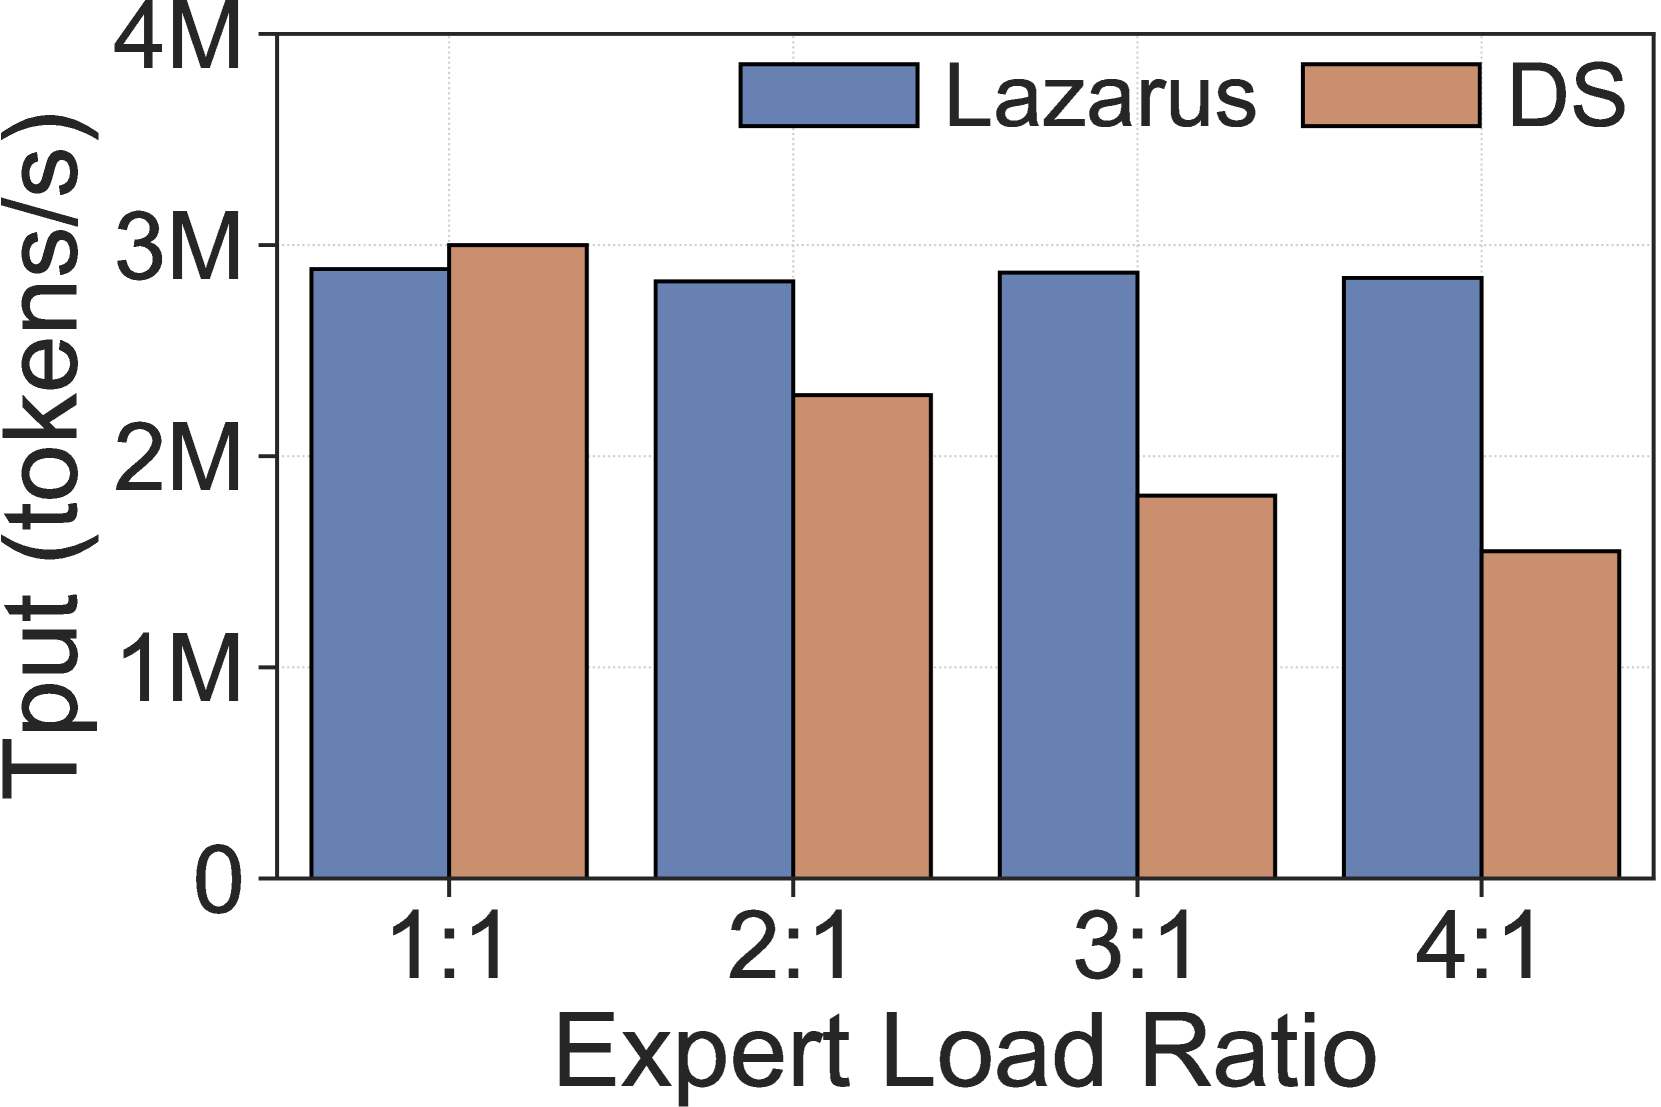 4M
3M
2M
1M
0
Tput (tokens/s)
Lazarus DS
1:1 2:1 3:1 4:1
Expert Load Ratio